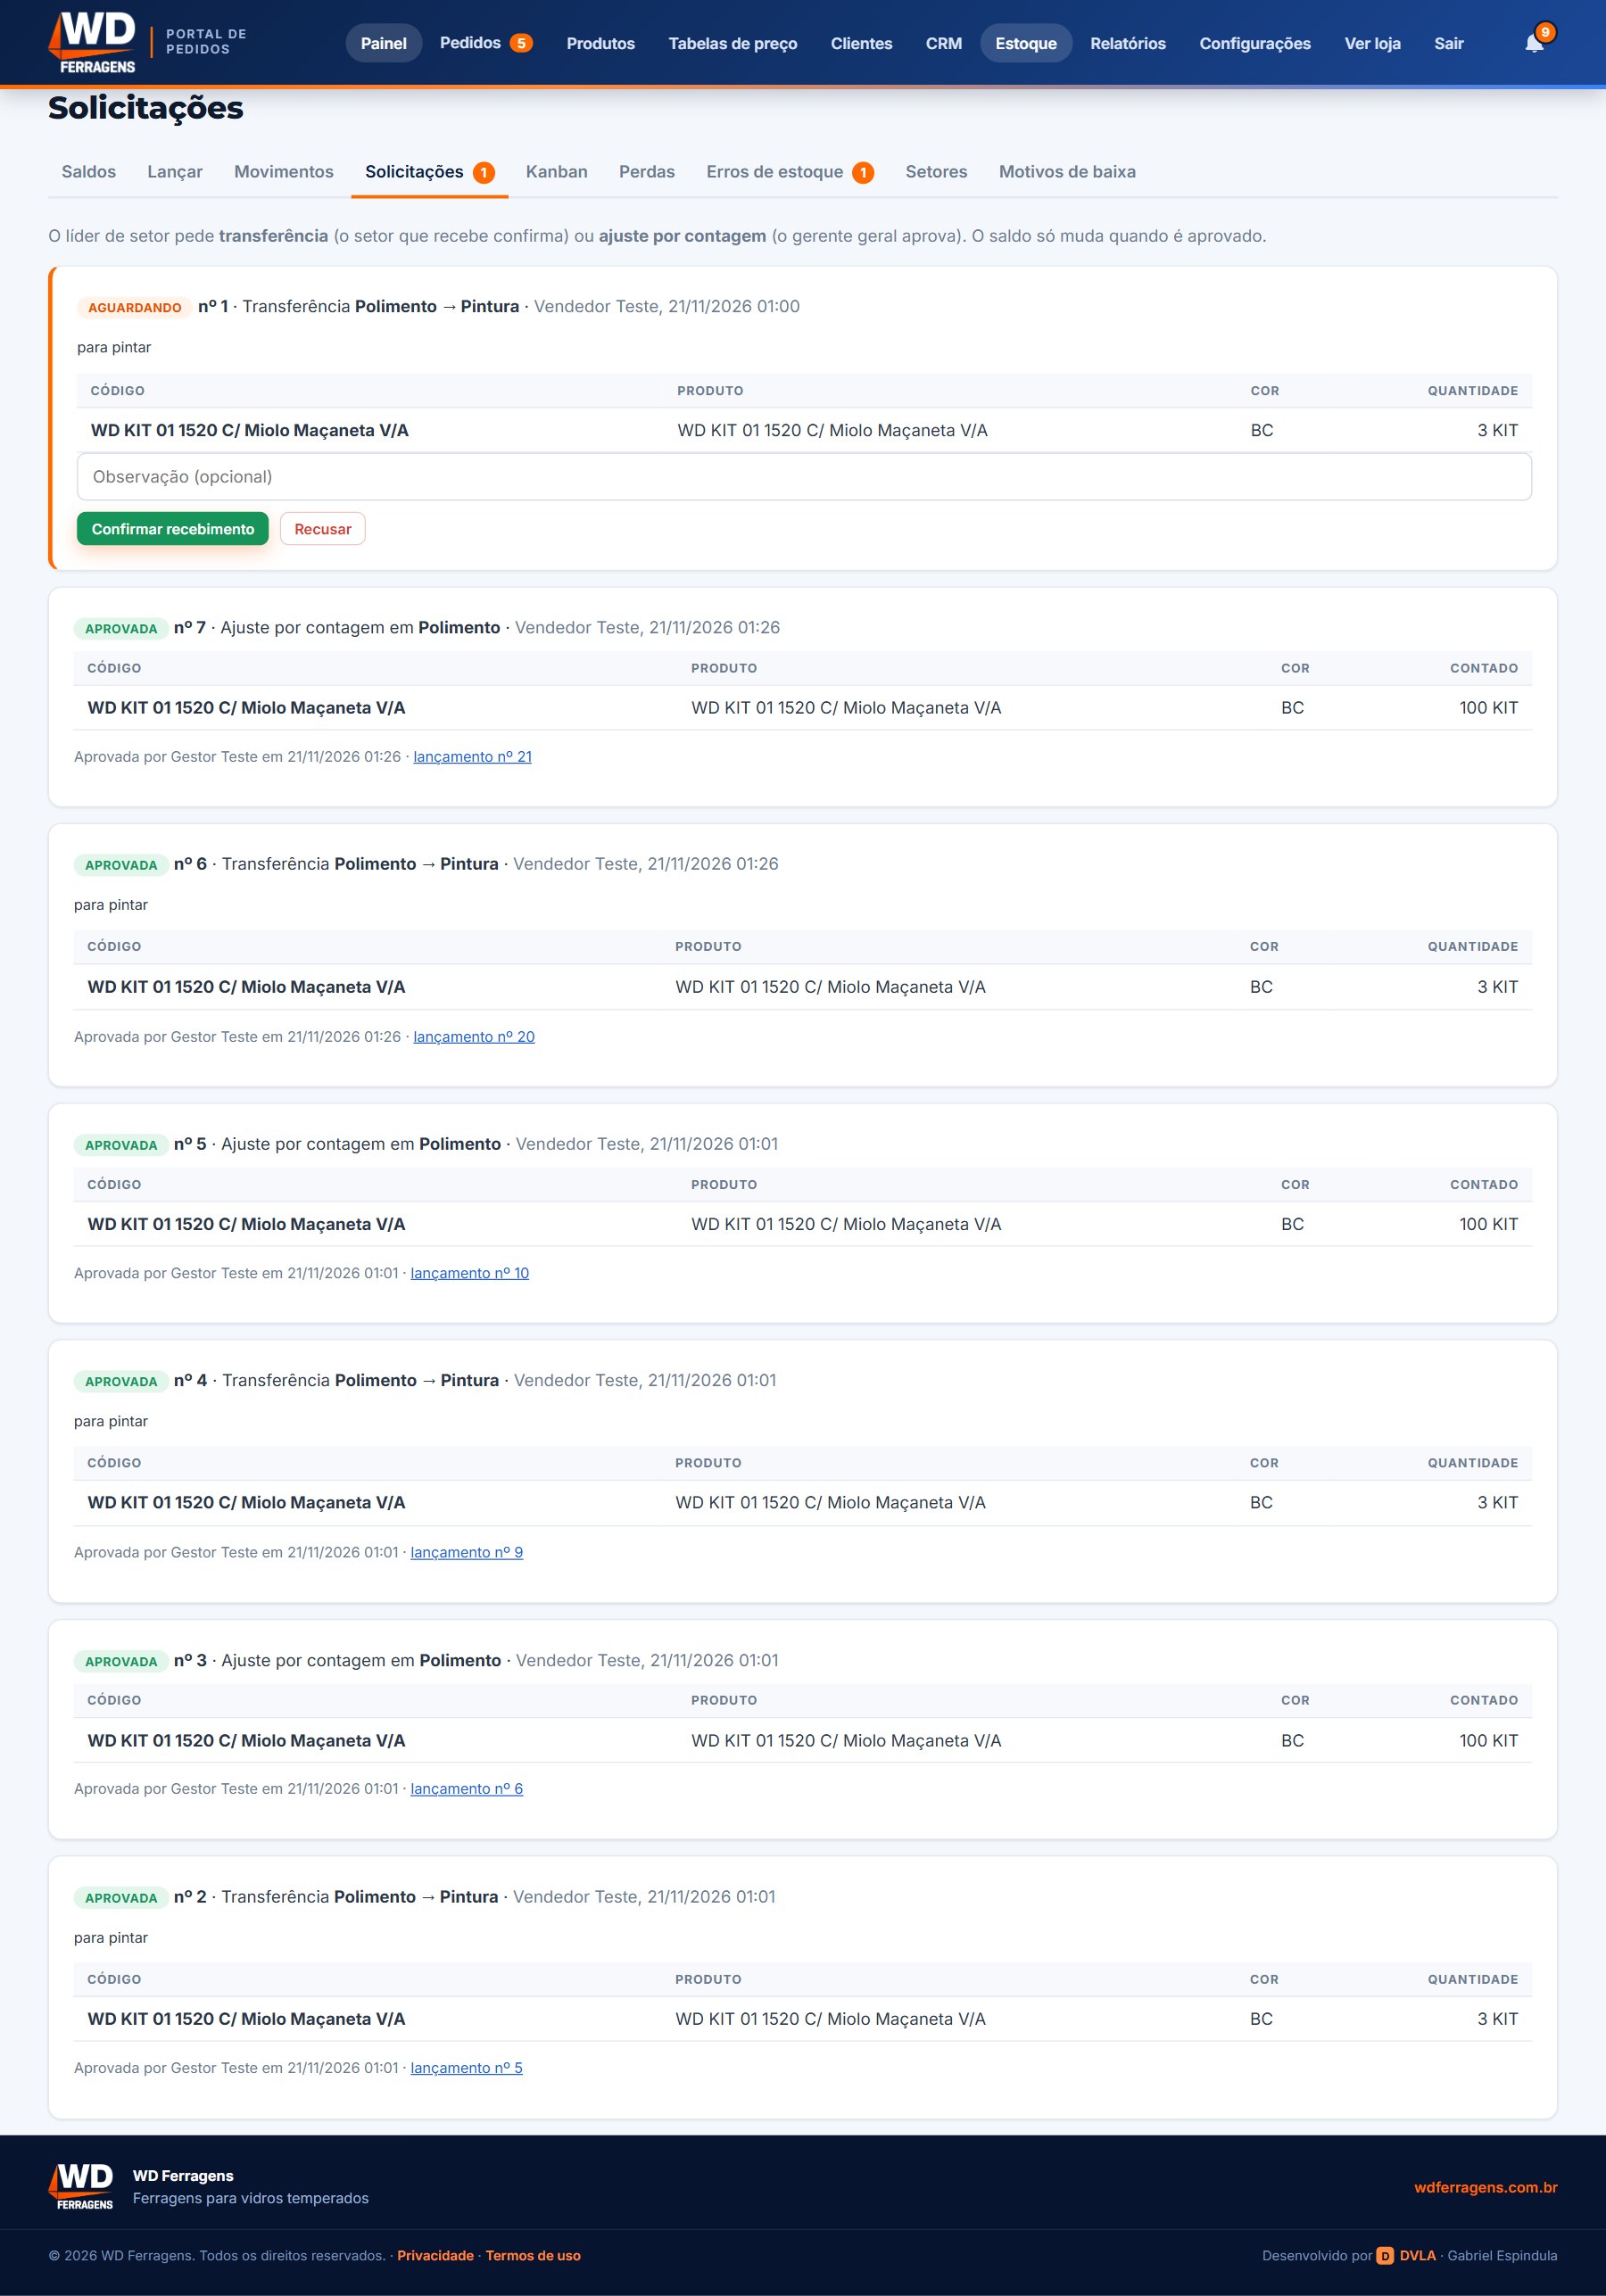 WD
FERRAGENS
PORTAL DE
PEDIDOS
Painel Pedidos 5 Produtos Tabelas de preço Clientes CRM Estoque Relatórios Configurações Ver loja Sair 9
Solicitações
Saldos Lançar Movimentos Solicitações 1 Kanban Perdas Erros de estoque 1 Setores Motivos de baixa
O líder de setor pede transferência (o setor que recebe confirma) ou ajuste por contagem (o gerente geral aprova). O saldo só muda quando é aprovado.
AGUARDANDO nº 1 · Transferência Polimento → Pintura · Vendedor Teste, 21/11/2026 01:00
para pintar
CÓDIGO PRODUTO COR QUANTIDADE
WD KIT 01 1520 C/ Miolo Maçaneta V/A WD KIT 01 1520 C/ Miolo Maçaneta V/A BC 3 KIT
Observação (opcional)
Confirmar recebimento Recusar
APROVADA nº 7 · Ajuste por contagem em Polimento · Vendedor Teste, 21/11/2026 01:26
CÓDIGO PRODUTO COR CONTADO
WD KIT 01 1520 C/ Miolo Maçaneta V/A WD KIT 01 1520 C/ Miolo Maçaneta V/A BC 100 KIT
Aprovada por Gestor Teste em 21/11/2026 01:26 · lançamento nº 21
APROVADA nº 6 · Transferência Polimento → Pintura · Vendedor Teste, 21/11/2026 01:26
para pintar
CÓDIGO PRODUTO COR QUANTIDADE
WD KIT 01 1520 C/ Miolo Maçaneta V/A WD KIT 01 1520 C/ Miolo Maçaneta V/A BC 3 KIT
Aprovada por Gestor Teste em 21/11/2026 01:26 · lançamento nº 20
APROVADA nº 5 · Ajuste por contagem em Polimento · Vendedor Teste, 21/11/2026 01:01
CÓDIGO PRODUTO COR CONTADO
WD KIT 01 1520 C/ Miolo Maçaneta V/A WD KIT 01 1520 C/ Miolo Maçaneta V/A BC 100 KIT
Aprovada por Gestor Teste em 21/11/2026 01:01 · lançamento nº 10
APROVADA nº 4 · Transferência Polimento → Pintura · Vendedor Teste, 21/11/2026 01:01
para pintar
CÓDIGO PRODUTO COR QUANTIDADE
WD KIT 01 1520 C/ Miolo Maçaneta V/A WD KIT 01 1520 C/ Miolo Maçaneta V/A BC 3 KIT
Aprovada por Gestor Teste em 21/11/2026 01:01 · lançamento nº 9
APROVADA nº 3 · Ajuste por contagem em Polimento · Vendedor Teste, 21/11/2026 01:01
CÓDIGO PRODUTO COR CONTADO
WD KIT 01 1520 C/ Miolo Maçaneta V/A WD KIT 01 1520 C/ Miolo Maçaneta V/A BC 100 KIT
Aprovada por Gestor Teste em 21/11/2026 01:01 · lançamento nº 6
APROVADA nº 2 · Transferência Polimento → Pintura · Vendedor Teste, 21/11/2026 01:01
para pintar
CÓDIGO PRODUTO COR QUANTIDADE
WD KIT 01 1520 C/ Miolo Maçaneta V/A WD KIT 01 1520 C/ Miolo Maçaneta V/A BC 3 KIT
Aprovada por Gestor Teste em 21/11/2026 01:01 · lançamento nº 5
WD
FERRAGENS
WD Ferragens
Ferragens para vidros temperados
wdferragens.com.br
© 2026 WD Ferragens. Todos os direitos reservados. · Privacidade · Termos de uso
Desenvolvido por D DVLA · Gabriel Espindula